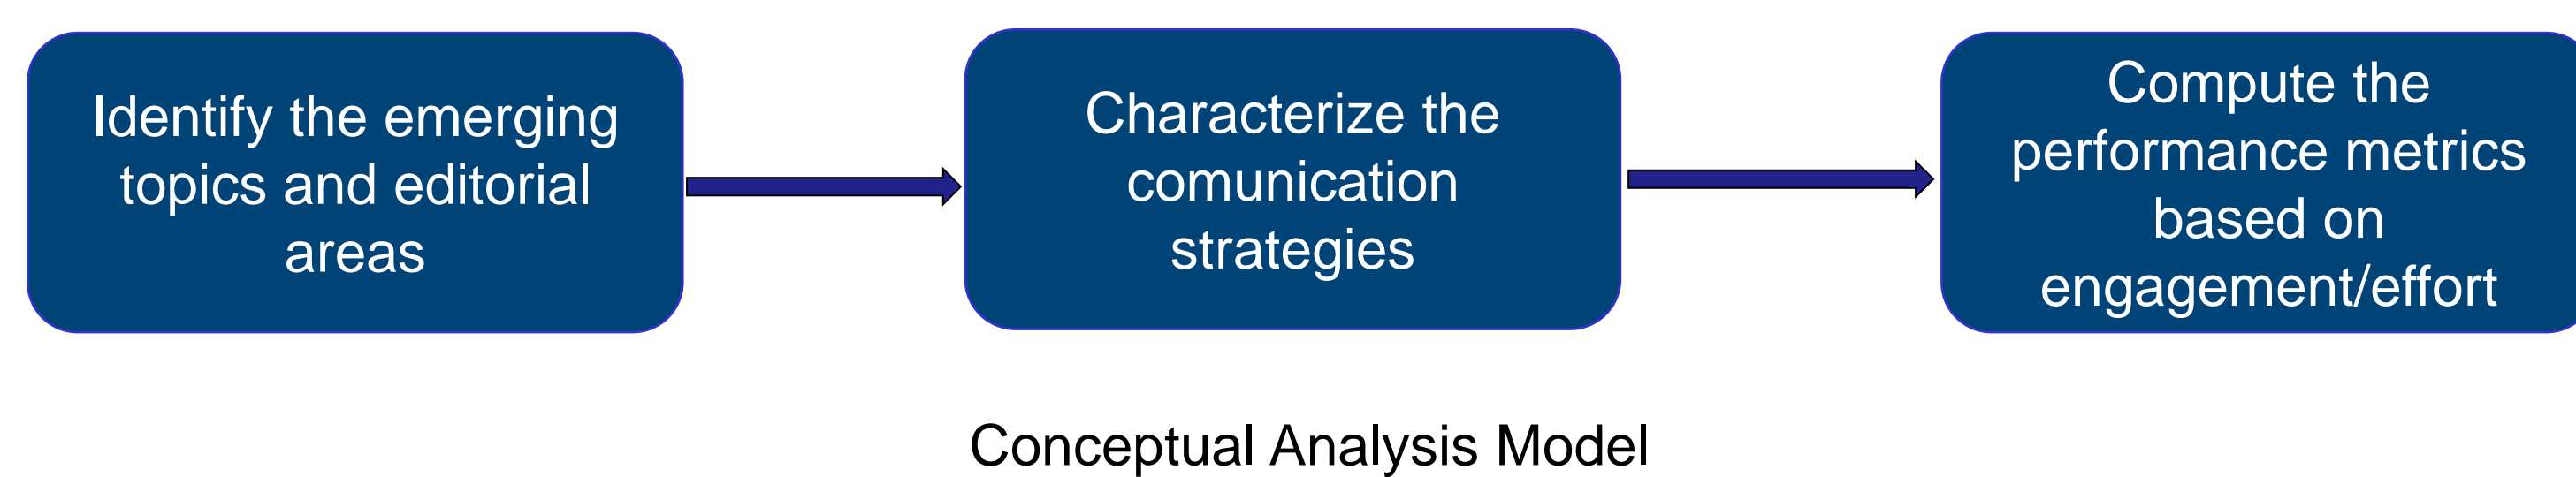 Identify the emerging
topics and editorial
areas
Characterize the
comunication
strategies
Compute the
performance metrics
based on
engagement/effort
Conceptual Analysis Model